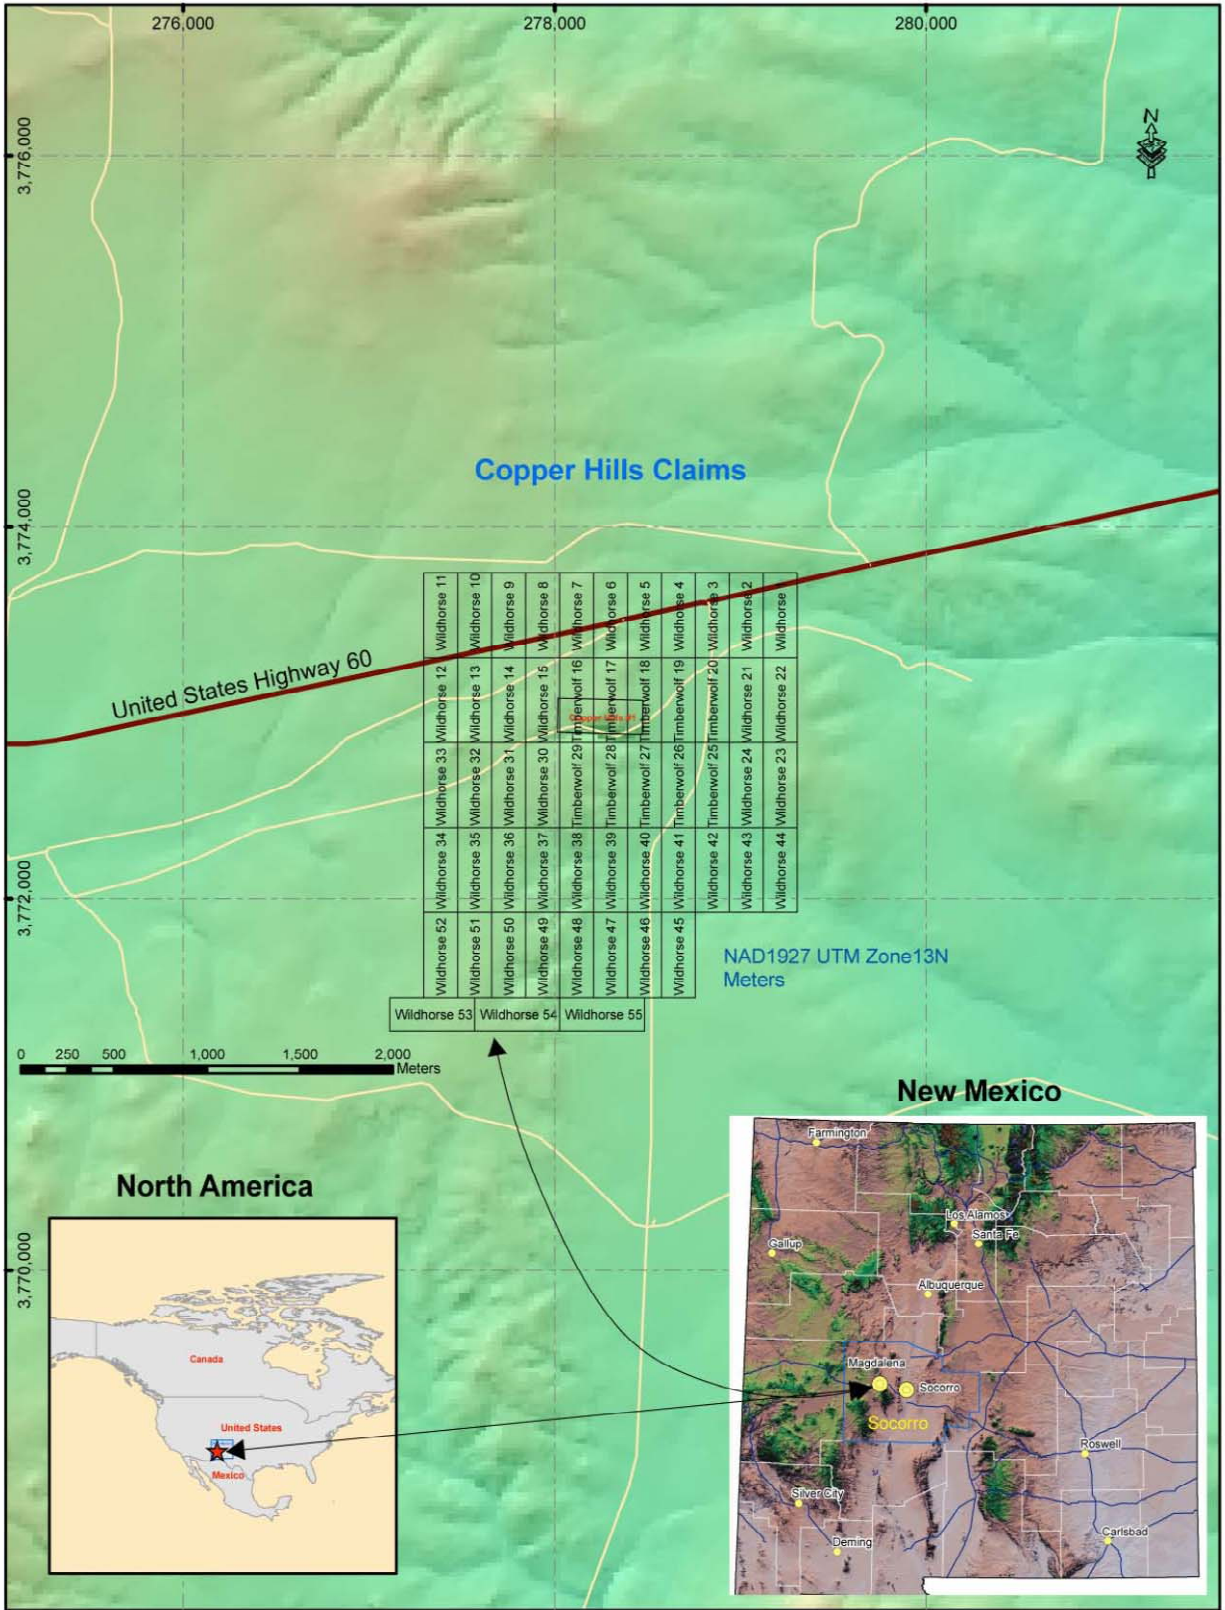 276,000
278,000
280,000
N
3,776,000
3,774,000
3,772,000
3,770,000
Copper Hills Claims
United States Highway 60
Wildhorse 11
Wildhorse 10
Wildhorse 9
Wildhorse 8
Wildhorse 7
Wildhorse 6
Wildhorse 5
Wildhorse 4
Wildhorse 3
Wildhorse 2
Wildhorse 1
Wildhorse 12
Wildhorse 13
Wildhorse 14
Wildhorse 15
Timberwolf 16
Timberwolf 17
Timberwolf 18
Timberwolf 19
Timberwolf 20
Wildhorse 21
Wildhorse 22
Copper Hills
Wildhorse 33
Wildhorse 32
Wildhorse 31
Wildhorse 30
Timberwolf 29
Timberwolf 28
Timberwolf 27
Timberwolf 26
Timberwolf 25
Wildhorse 24
Wildhorse 23
Wildhorse 34
Wildhorse 35
Wildhorse 36
Wildhorse 37
Wildhorse 38
Wildhorse 39
Wildhorse 40
Wildhorse 41
Wildhorse 42
Wildhorse 43
Wildhorse 44
Wildhorse 52
Wildhorse 51
Wildhorse 50
Wildhorse 49
Wildhorse 48
Wildhorse 47
Wildhorse 46
Wildhorse 45
Wildhorse 53
Wildhorse 54
Wildhorse 55
NAD1927 UTM Zone13N
Meters
0 250 500 1,000 1,500 2,000
Meters
North America
Canada
United States
Mexico
New Mexico
Farmington
Los Alamos
Santa Fe
Gallup
Albuquerque
Magdalena
Socorro
Socorro
Roswell
Silver City
Deming
Carlsbad